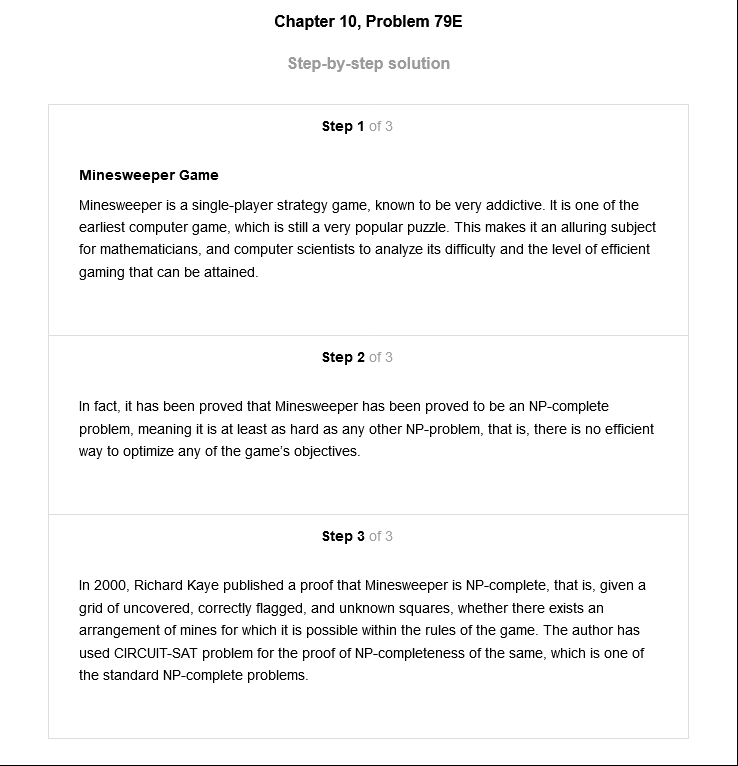 Chapter 10, Problem 79E
Step-by-step solution
Step 1 of 3
Minesweeper Game
Minesweeper is a single-player strategy game, known to be very addictive. It is one of the
earliest computer game, which is still a very popular puzzle. This makes it an alluring subject
for mathematicians, and computer scientists to analyze its difficulty and the level of efficient
gaming that can be attained.
Step 2 of 3
In fact, it has been proved that Minesweeper has been proved to be an NP-complete
problem, meaning it is at least as hard as any other NP-problem, that is, there is no efficient
way to optimize any of the game's objectives.
Step 3 of 3
In 2000, Richard Kaye published a proof that Minesweeper is NP-complete, that is, given a
grid of uncovered, correctly flagged, and unknown squares, whether there exists an
arrangement of mines for which it is possible within the rules of the game. The author has
used CIRCUIT-SAT problem for the proof of NP-completeness of the same, which is one of
the standard NP-complete problems.